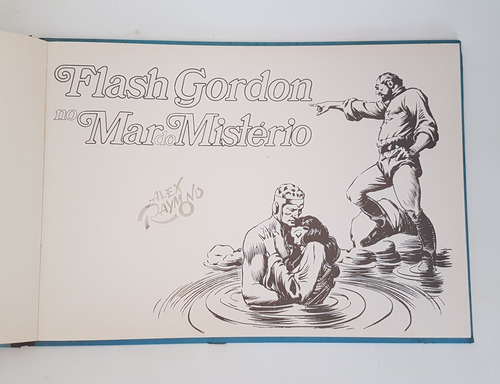 Flash Gordon
no Mar do Mistério
ALEX
RAYMOND